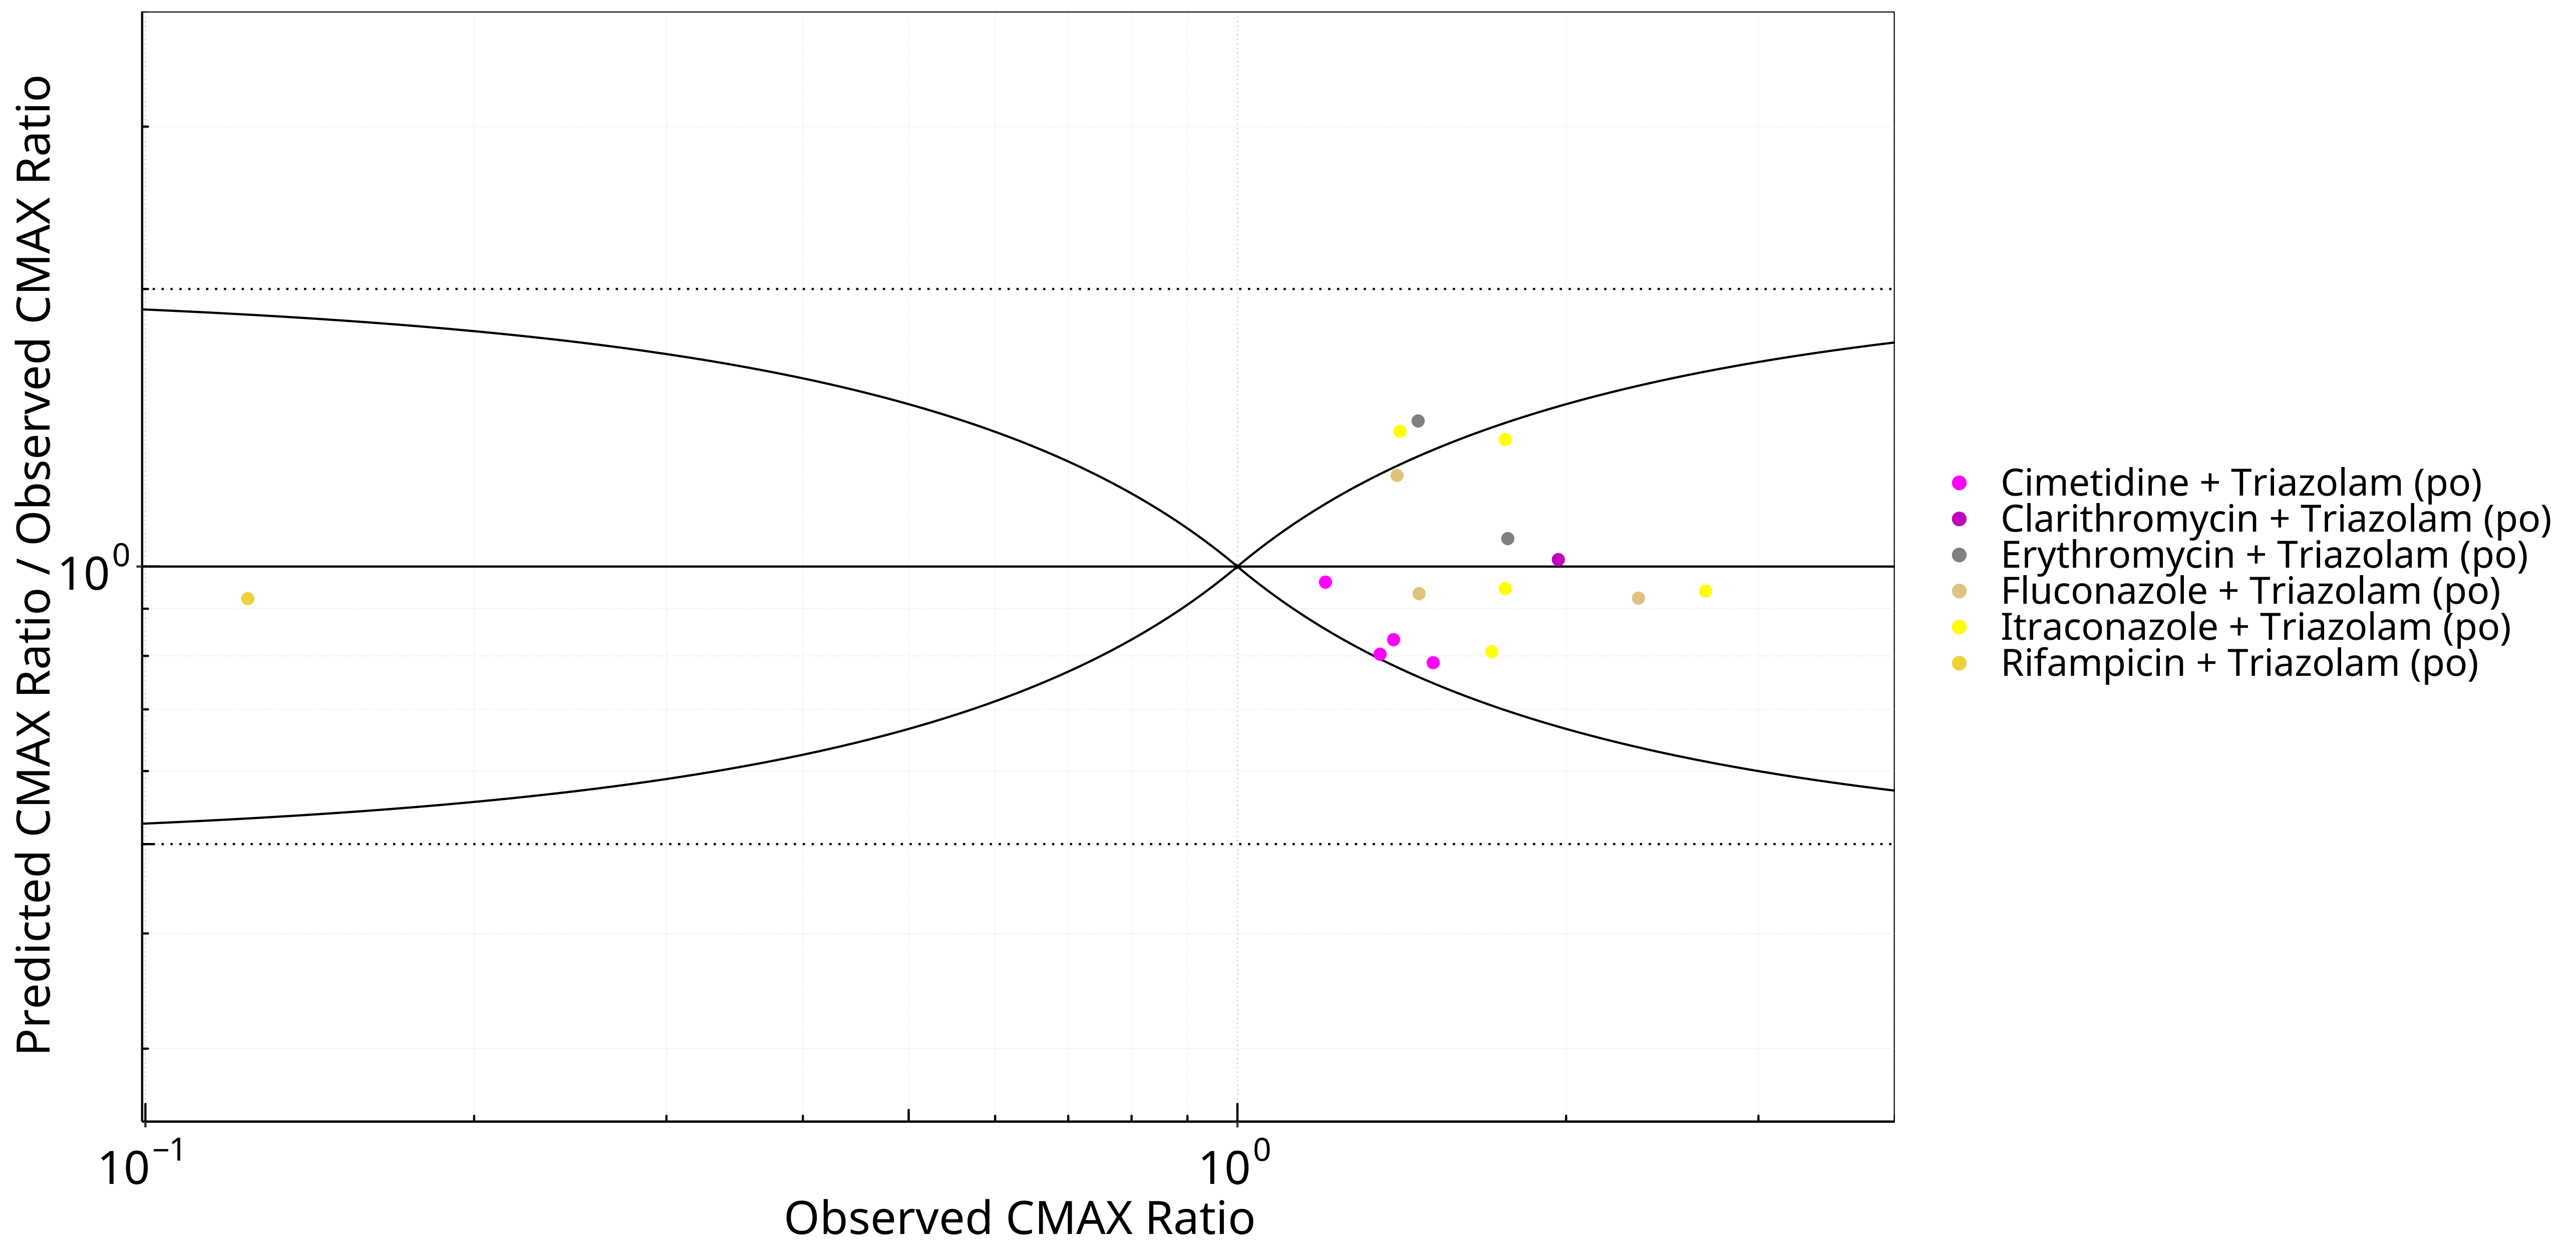 Predicted CMAX Ratio / Observed CMAX Ratio
10⁰
10⁻¹
10⁰
Observed CMAX Ratio
Cimetidine + Triazolam (po)
Clarithromycin + Triazolam (po)
Erythromycin + Triazolam (po)
Fluconazole + Triazolam (po)
Itraconazole + Triazolam (po)
Rifampicin + Triazolam (po)